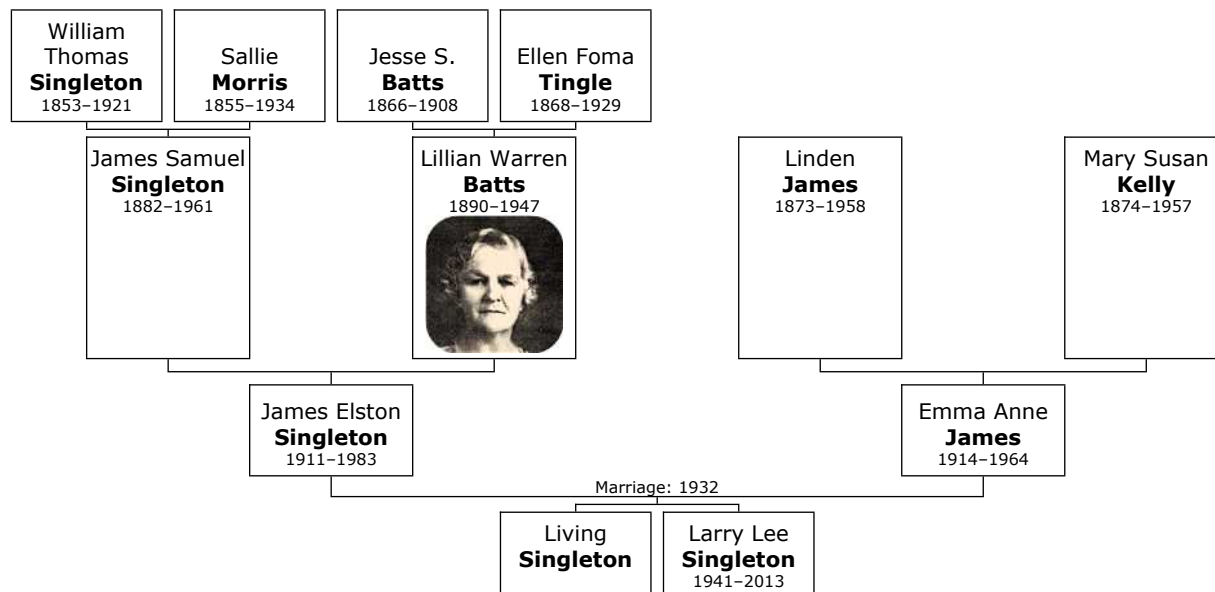 William
Thomas
Singleton
1853–1921
Sallie
Morris
1855–1934
Jesse S.
Batts
1866–1908
Ellen Foma
Tingle
1868–1929
James Samuel
Singleton
1882–1961
Lillian Warren
Batts
1890–1947
Linden
James
1873–1958
Mary Susan
Kelly
1874–1957
James Elston
Singleton
1911–1983
Emma Anne
James
1914–1964
Marriage: 1932
Living
Singleton
Larry Lee
Singleton
1941–2013